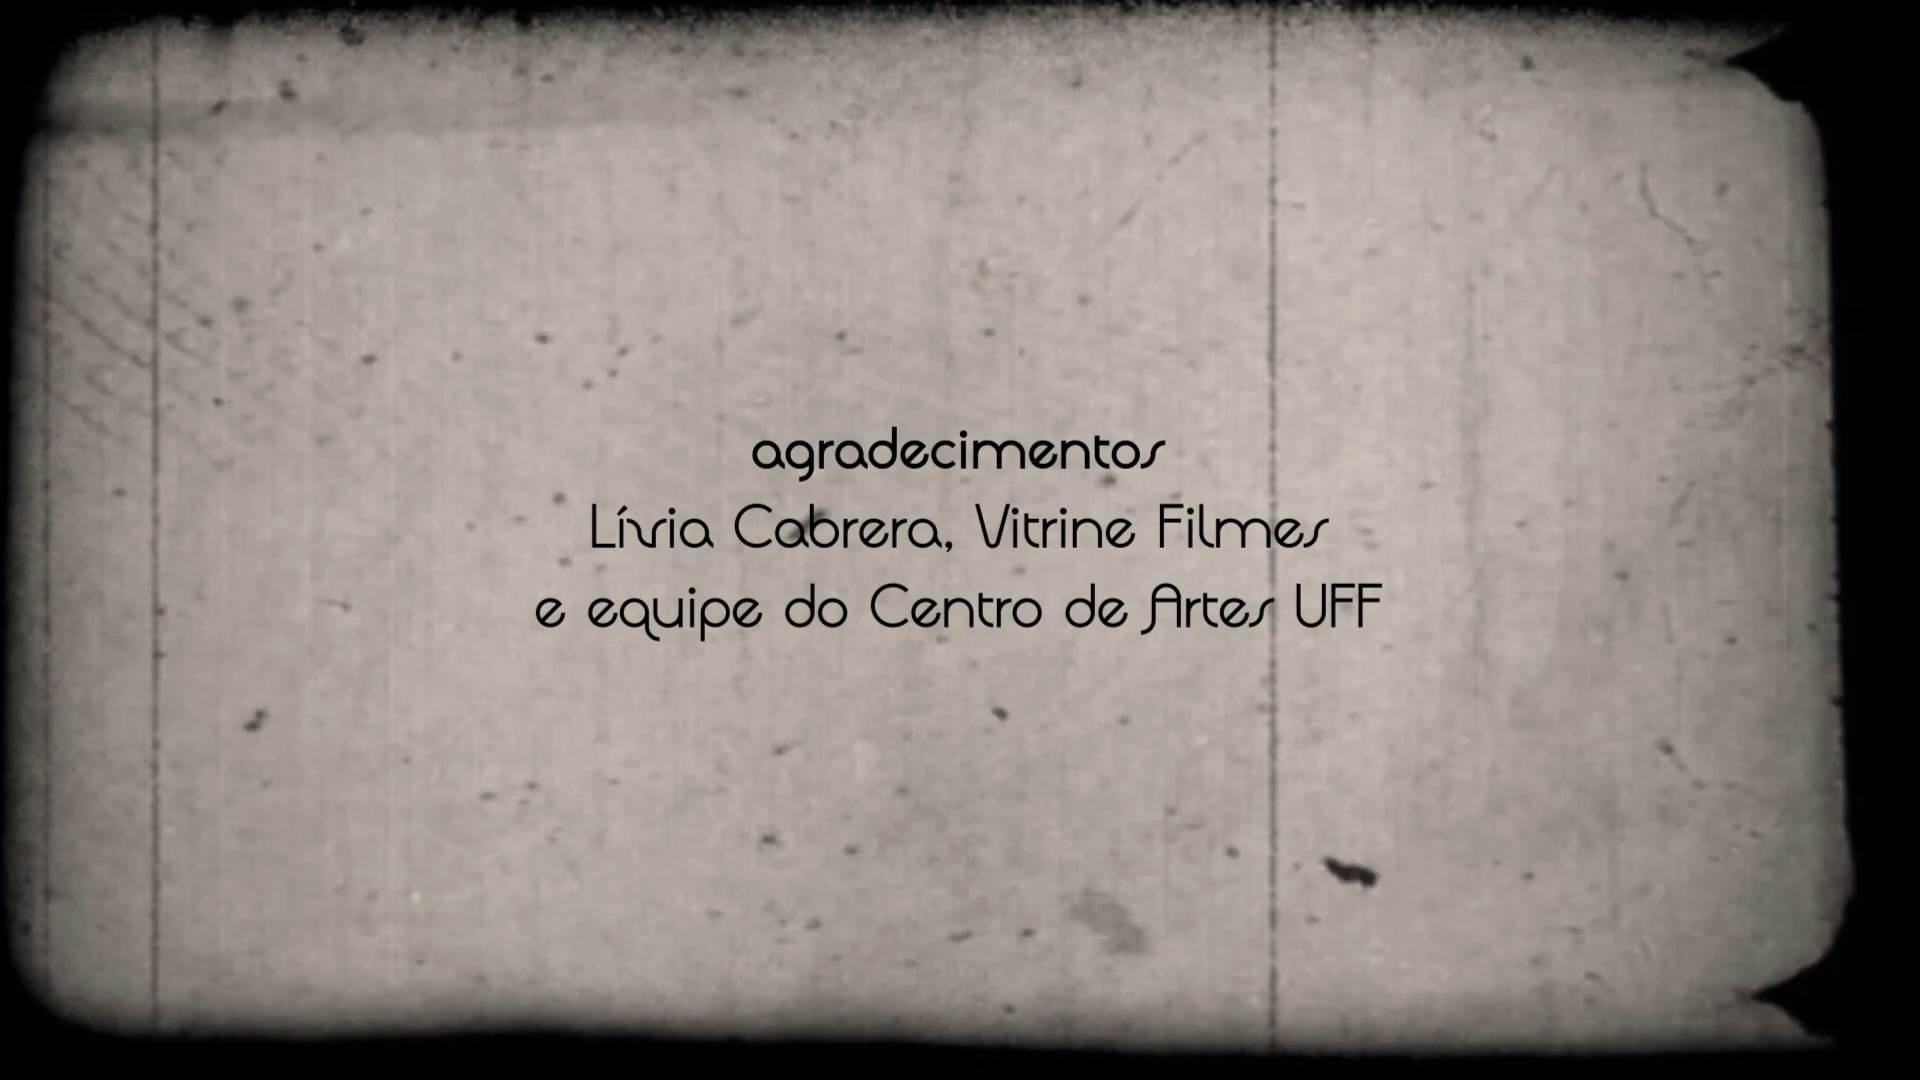 agradecimentos
Lívia Cabrera, Vitrine Filmes
e equipe do Centro de Artes UFF